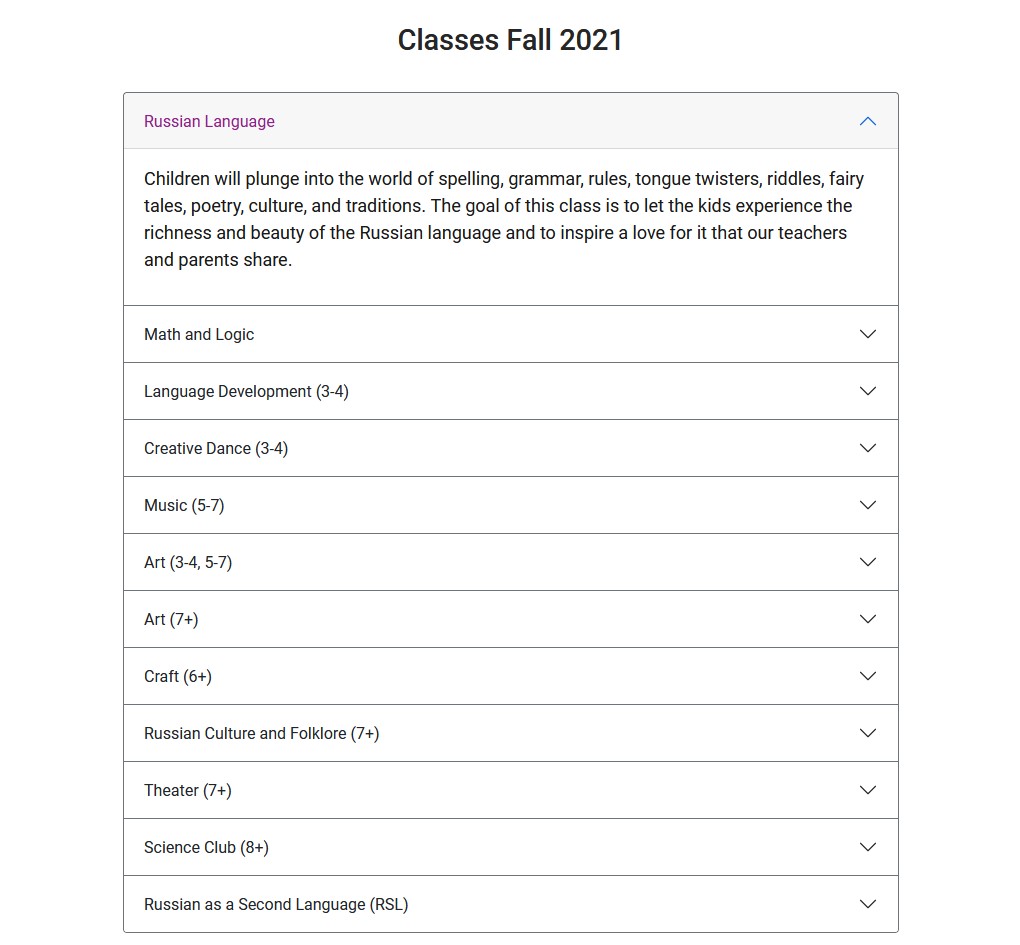 Classes Fall 2021
Russian Language
Children will plunge into the world of spelling, grammar, rules, tongue twisters, riddles, fairy
tales, poetry, culture, and traditions. The goal of this class is to let the kids experience the
richness and beauty of the Russian language and to inspire a love for it that our teachers
and parents share.
Math and Logic
Language Development (3-4)
Creative Dance (3-4)
Music (5-7)
Art (3-4, 5-7)
Art (7+)
Craft (6+)
Russian Culture and Folklore (7+)
Theater (7+)
Science Club (8+)
Russian as a Second Language (RSL)